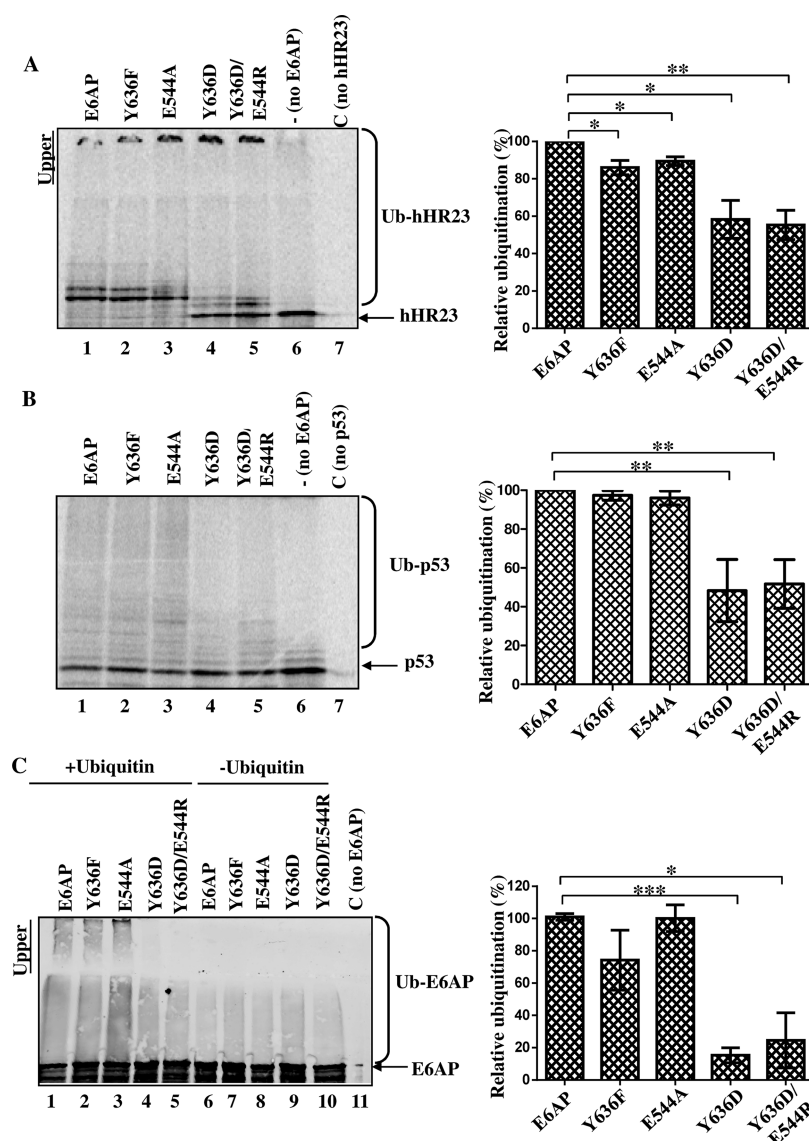 A
E6AP
Y636F
E544A
Y636D
Y636D/
E544R
- (no E6AP)
C (no hHR23)
Upper
Ub-hHR23
hHR23
1 2 3 4 5 6 7
Relative ubiquitination (%)
100
80
60
40
20
0
**
*
*
*
E6AP
Y636F
E544A
Y636D
Y636D/
E544R
B
E6AP
Y636F
E544A
Y636D
Y636D/
E544R
- (no E6AP)
C (no p53)
Ub-p53
p53
1 2 3 4 5 6 7
Relative ubiquitination (%)
100
80
60
40
20
0
**
**
E6AP
Y636F
E544A
Y636D
Y636D/
E544R
C
+Ubiquitin -Ubiquitin
E6AP
Y636F
E544A
Y636D
Y636D/E544R
E6AP
Y636F
E544A
Y636D
Y636D/E544R
C (no E6AP)
Upper
Ub-E6AP
E6AP
1 2 3 4 5 6 7 8 9 10 11
Relative ubiquitination (%)
120
100
80
60
40
20
0
*
***
E6AP
Y636F
E544A
Y636D
Y636D/
E544R